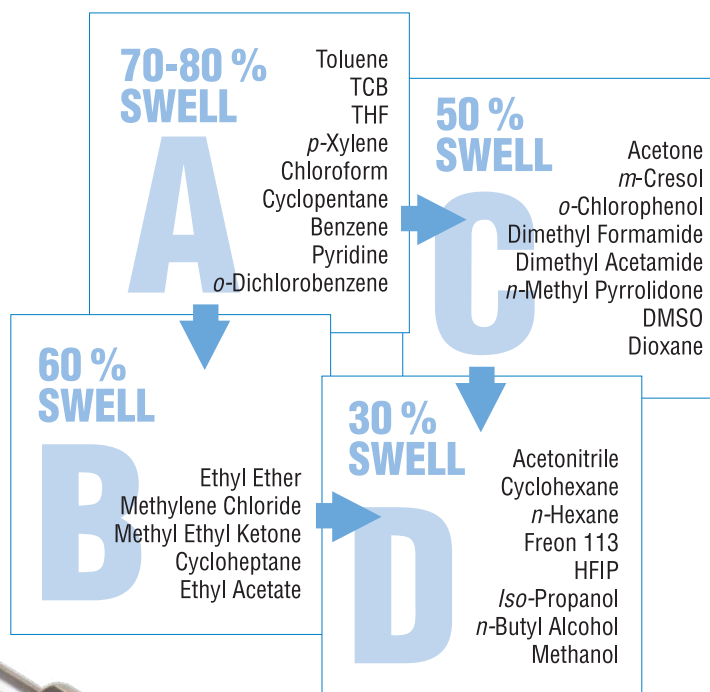 70-80 %
SWELL
A
Toluene
TCB
THF
p-Xylene
Chloroform
Cyclopentane
Benzene
Pyridine
o-Dichlorobenzene
50 %
SWELL
C
Acetone
m-Cresol
o-Chlorophenol
Dimethyl Formamide
Dimethyl Acetamide
n-Methyl Pyrrolidone
DMSO
Dioxane
60 %
SWELL
B
Ethyl Ether
Methylene Chloride
Methyl Ethyl Ketone
Cycloheptane
Ethyl Acetate
30 %
SWELL
D
Acetonitrile
Cyclohexane
n-Hexane
Freon 113
HFIP
Iso-Propanol
n-Butyl Alcohol
Methanol